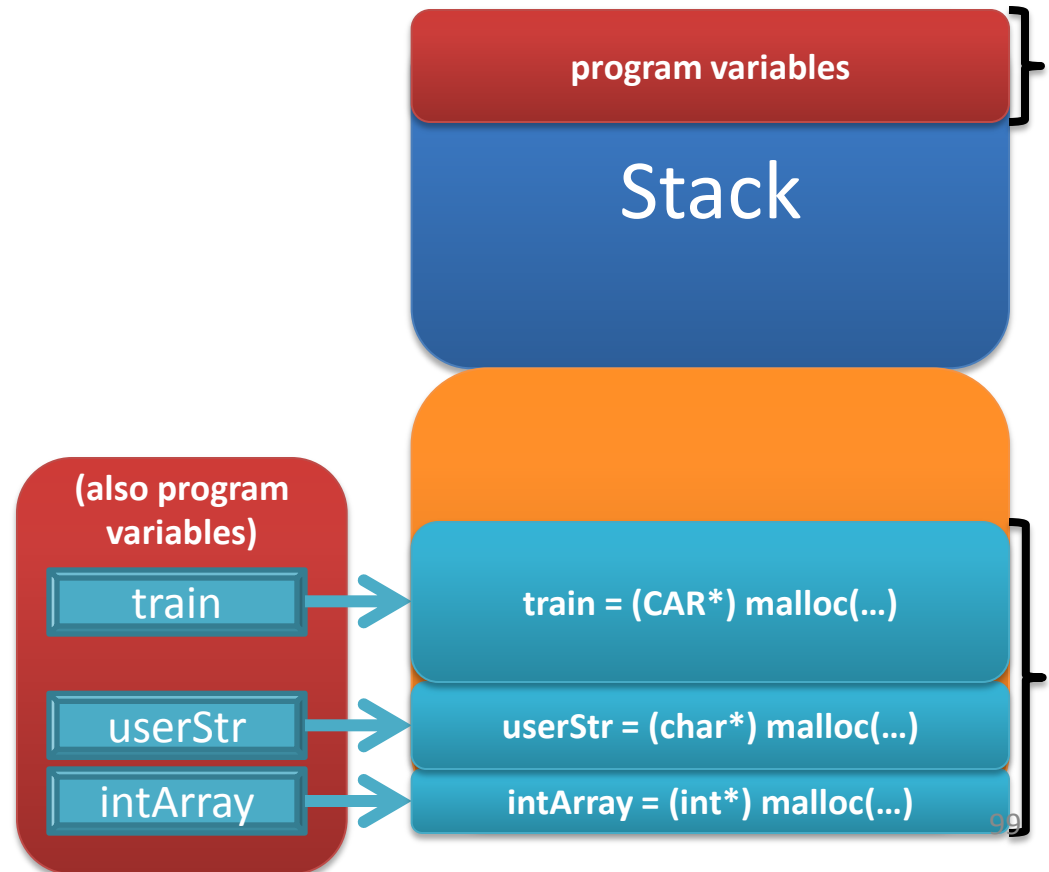 program variables
Stack
(also program
variables)
train
train = (CAR*) malloc(…)
userStr
userStr = (char*) malloc(…)
intArray
intArray = (int*) malloc(…)
99